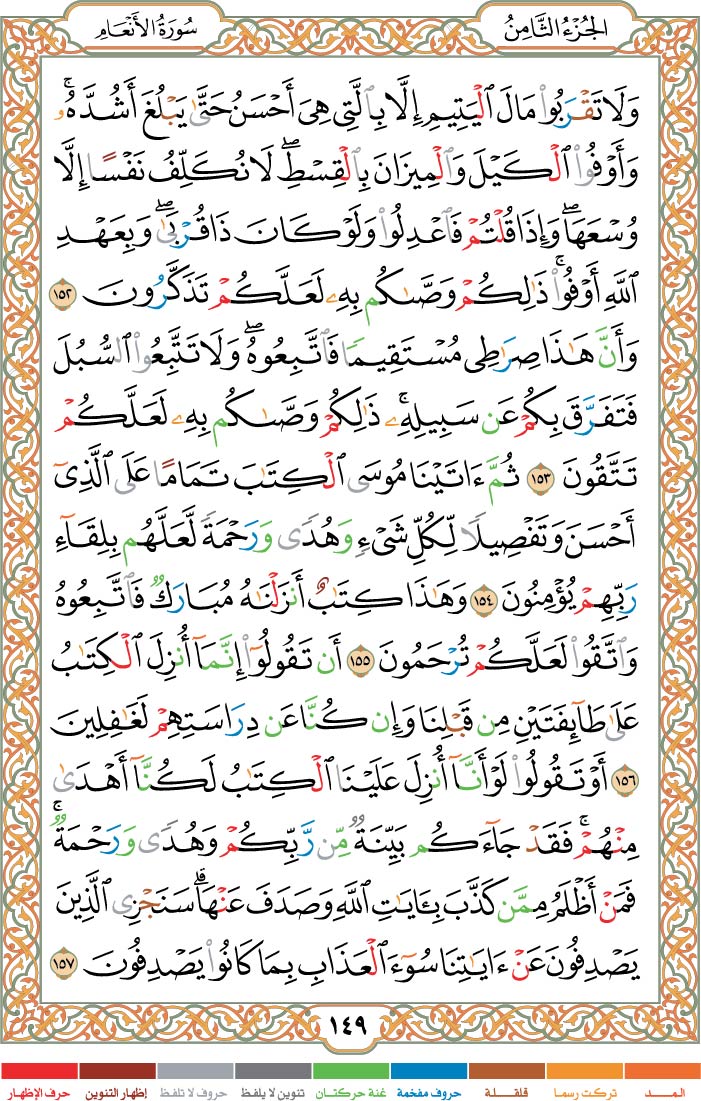 الجُزْءُ الثَّامِنُ
سُورَةُ الأَنْعَامِ
وَلَا تَقْرَبُوا۟ مَالَ ٱلْيَتِيمِ إِلَّا بِٱلَّتِى هِىَ أَحْسَنُ حَتَّىٰ يَبْلُغَ أَشُدَّهُۥ ۚ
وَأَوْفُوا۟ ٱلْكَيْلَ وَٱلْمِيزَانَ بِٱلْقِسْطِ ۖ لَا نُكَلِّفُ نَفْسًا إِلَّا
وُسْعَهَا ۖ وَإِذَا قُلْتُمْ فَٱعْدِلُوا۟ وَلَوْ كَانَ ذَا قُرْبَىٰ ۖ وَبِعَهْدِ
ٱللَّهِ أَوْفُوا۟ ۚ ذَٰلِكُمْ وَصَّىٰكُم بِهِۦ لَعَلَّكُمْ تَذَكَّرُونَ ١٥٢
وَأَنَّ هَٰذَا صِرَٰطِى مُسْتَقِيمًا فَٱتَّبِعُوهُ ۖ وَلَا تَتَّبِعُوا۟ ٱلسُّبُلَ
فَتَفَرَّقَ بِكُمْ عَن سَبِيلِهِۦ ۚ ذَٰلِكُمْ وَصَّىٰكُم بِهِۦ لَعَلَّكُمْ
تَتَّقُونَ ١٥٣ ثُمَّ ءَاتَيْنَا مُوسَى ٱلْكِتَٰبَ تَمَامًا عَلَى ٱلَّذِىٓ
أَحْسَنَ وَتَفْصِيلًا لِّكُلِّ شَىْءٍ وَهُدًى وَرَحْمَةً لَّعَلَّهُم بِلِقَآءِ
رَبِّهِمْ يُؤْمِنُونَ ١٥٤ وَهَٰذَا كِتَٰبٌ أَنزَلْنَٰهُ مُبَارَكٌ فَٱتَّبِعُوهُ
وَٱتَّقُوا۟ لَعَلَّكُمْ تُرْحَمُونَ ١٥٥ أَن تَقُولُوٓا۟ إِنَّمَآ أُنزِلَ ٱلْكِتَٰبُ
عَلَىٰ طَآئِفَتَيْنِ مِن قَبْلِنَا وَإِن كُنَّا عَن دِرَاسَتِهِمْ لَغَٰفِلِينَ
١٥٦ أَوْ تَقُولُوا۟ لَوْ أَنَّآ أُنزِلَ عَلَيْنَا ٱلْكِتَٰبُ لَكُنَّآ أَهْدَىٰ
مِنْهُمْ ۚ فَقَدْ جَآءَكُم بَيِّنَةٌ مِّن رَّبِّكُمْ وَهُدًى وَرَحْمَةٌ ۚ
فَمَنْ أَظْلَمُ مِمَّن كَذَّبَ بِـَٔايَٰتِ ٱللَّهِ وَصَدَفَ عَنْهَا ۗ سَنَجْزِى ٱلَّذِينَ
يَصْدِفُونَ عَنْ ءَايَٰتِنَا سُوٓءَ ٱلْعَذَابِ بِمَا كَانُوا۟ يَصْدِفُونَ ١٥٧
١٤٩
المـــد تركت رسما قلقلة حروف مفخمة غنة حركتان تنوين لا يلفظ حروف لا تلفظ إظهار التنوين حرف الإظهار